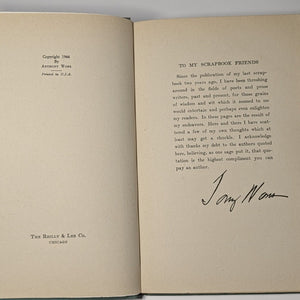 Copyright 1944
By
Anthony Wons
Printed in U.S.A.
The Reilly & Lee Co.
Chicago
TO MY SCRAPBOOK FRIENDS
Since the publication of my last scrap-
book two years ago, I have been thrashing
around in the fields of poets and prose
writers, past and present, for those grains
of wisdom and wit which it seemed to me
would entertain and perhaps even enlighten
my readers. In these pages are the result of
my endeavors. Here and there I have scat-
tered a few of my own thoughts which at
most may get a chuckle. I acknowledge
with thanks my debt to the authors quoted
here, believing, as one sage put it, that quo-
tation is the highest compliment you can
pay an author.
Tony Wons